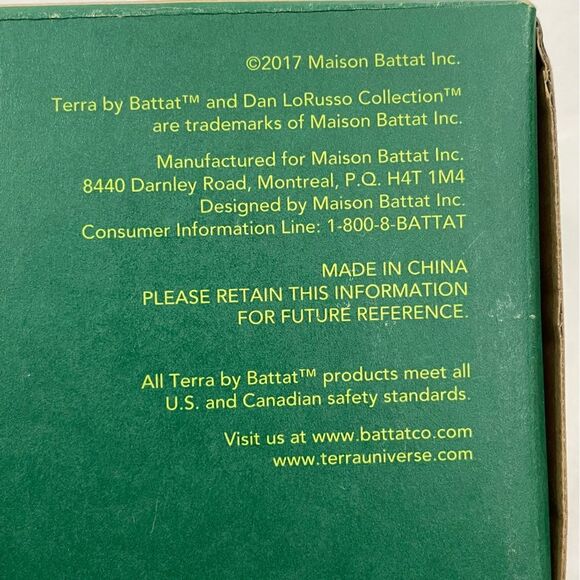 ©2017 Maison Battat Inc.
Terra by Battat™ and Dan LoRusso Collection™
are trademarks of Maison Battat Inc.
Manufactured for Maison Battat Inc.
8440 Darnley Road, Montreal, P.Q. H4T 1M4
Designed by Maison Battat Inc.
Consumer Information Line: 1-800-8-BATTAT
MADE IN CHINA
PLEASE RETAIN THIS INFORMATION
FOR FUTURE REFERENCE.
All Terra by Battat™ products meet all
U.S. and Canadian safety standards.
Visit us at www.battatco.com
www.terrauniverse.com